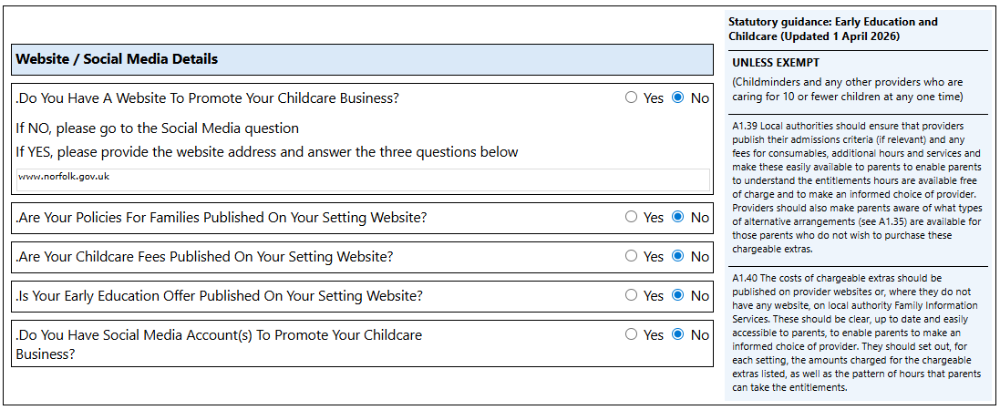 Website / Social Media Details
.Do You Have A Website To Promote Your Childcare Business?
Yes
No
If NO, please go to the Social Media question
If YES, please provide the website address and answer the three questions below
www.norfolk.gov.uk
.Are Your Policies For Families Published On Your Setting Website?
Yes
No
.Are Your Childcare Fees Published On Your Setting Website?
Yes
No
.Is Your Early Education Offer Published On Your Setting Website?
Yes
No
.Do You Have Social Media Account(s) To Promote Your Childcare
Business?
Yes
No
Statutory guidance: Early Education and
Childcare (Updated 1 April 2026)
UNLESS EXEMPT
(Childminders and any other providers who are
caring for 10 or fewer children at any one time)
A1.39 Local authorities should ensure that providers
publish their admissions criteria (if relevant) and any
fees for consumables, additional hours and services and
make these easily available to parents to enable parents
to understand the entitlements hours are available free
of charge and to make an informed choice of provider.
Providers should also make parents aware of what types
of alternative arrangements (see A1.35) are available for
those parents who do not wish to purchase these
chargeable extras.
A1.40 The costs of chargeable extras should be
published on provider websites or, where they do not
have any website, on local authority Family Information
Services. These should be clear, up to date and easily
accessible to parents, to enable parents to make an
informed choice of provider. They should set out, for
each setting, the amounts charged for the chargeable
extras listed, as well as the pattern of hours that parents
can take the entitlements.